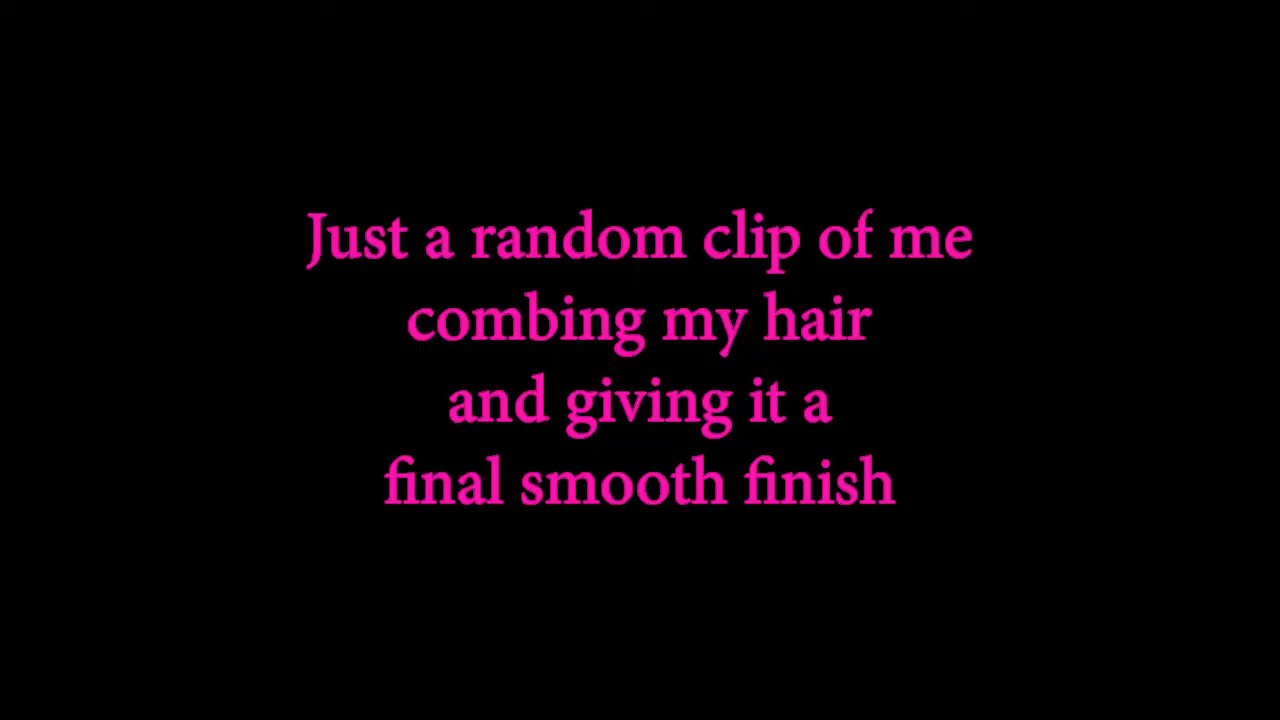 Just a random clip of me
combing my hair
and giving it a
final smooth finish